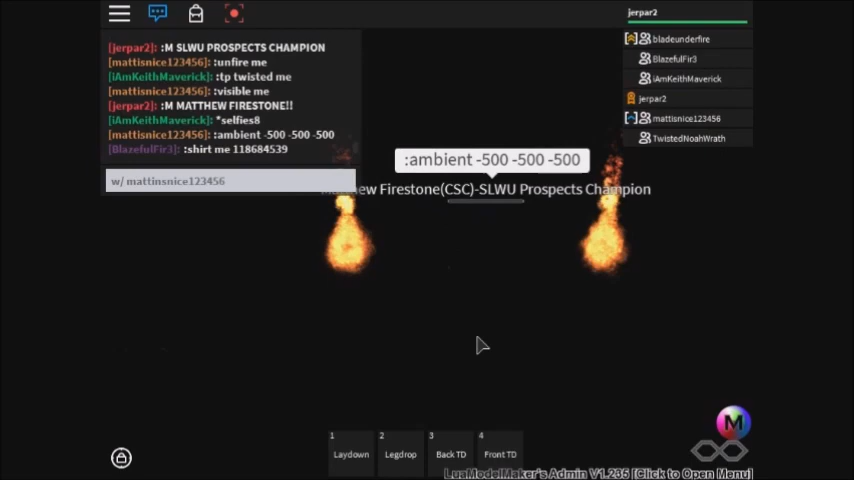 jerpar2
[jerpar2]: :M SLWU PROSPECTS CHAMPION
[mattisnice123456]: :unfire me
[iAmKeithMaverick]: :tp twisted me
[mattisnice123456]: :visible me
[jerpar2]: :M MATTHEW FIRESTONE!!
[iAmKeithMaverick]: *selfies8
[mattisnice123456]: :ambient -500 -500 -500
[BlazefulFir3]: :shirt me 118684539
w/ mattinsnice123456
bladeunderfire
BlazefulFir3
iAmKeithMaverick
jerpar2
mattisnice123456
TwistedNoahWrath
:ambient -500 -500 -500
Firestone(CSC)-SLWU Prospects Champion
1 2 3 4
Laydown Legdrop Back TD Front TD
M
LuaModelMaker's Admin V1.235 [Click to Open Menu]